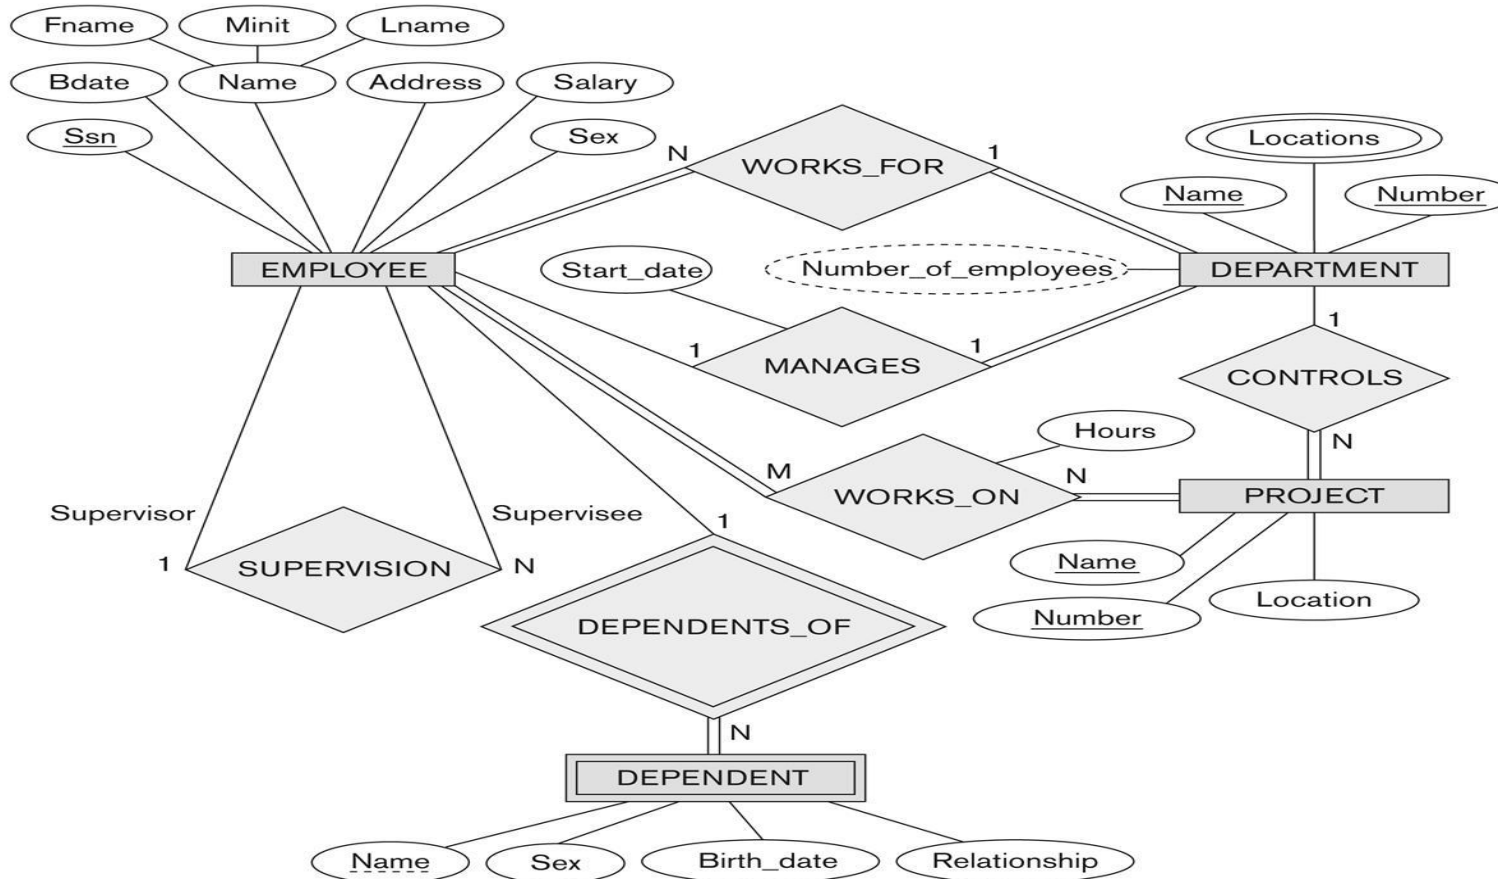 Fname
Minit
Lname
Bdate
Name
Address
Salary
Ssn
Sex
N
WORKS_FOR
1
Locations
Name
Number
EMPLOYEE
Start_date
Number_of_employees
DEPARTMENT
1
MANAGES
1
1
CONTROLS
N
Hours
M
WORKS_ON
N
PROJECT
Supervisor
Supervisee
1
SUPERVISION
N
1
Name
Number
Location
DEPENDENTS_OF
N
DEPENDENT
Name
Sex
Birth_date
Relationship